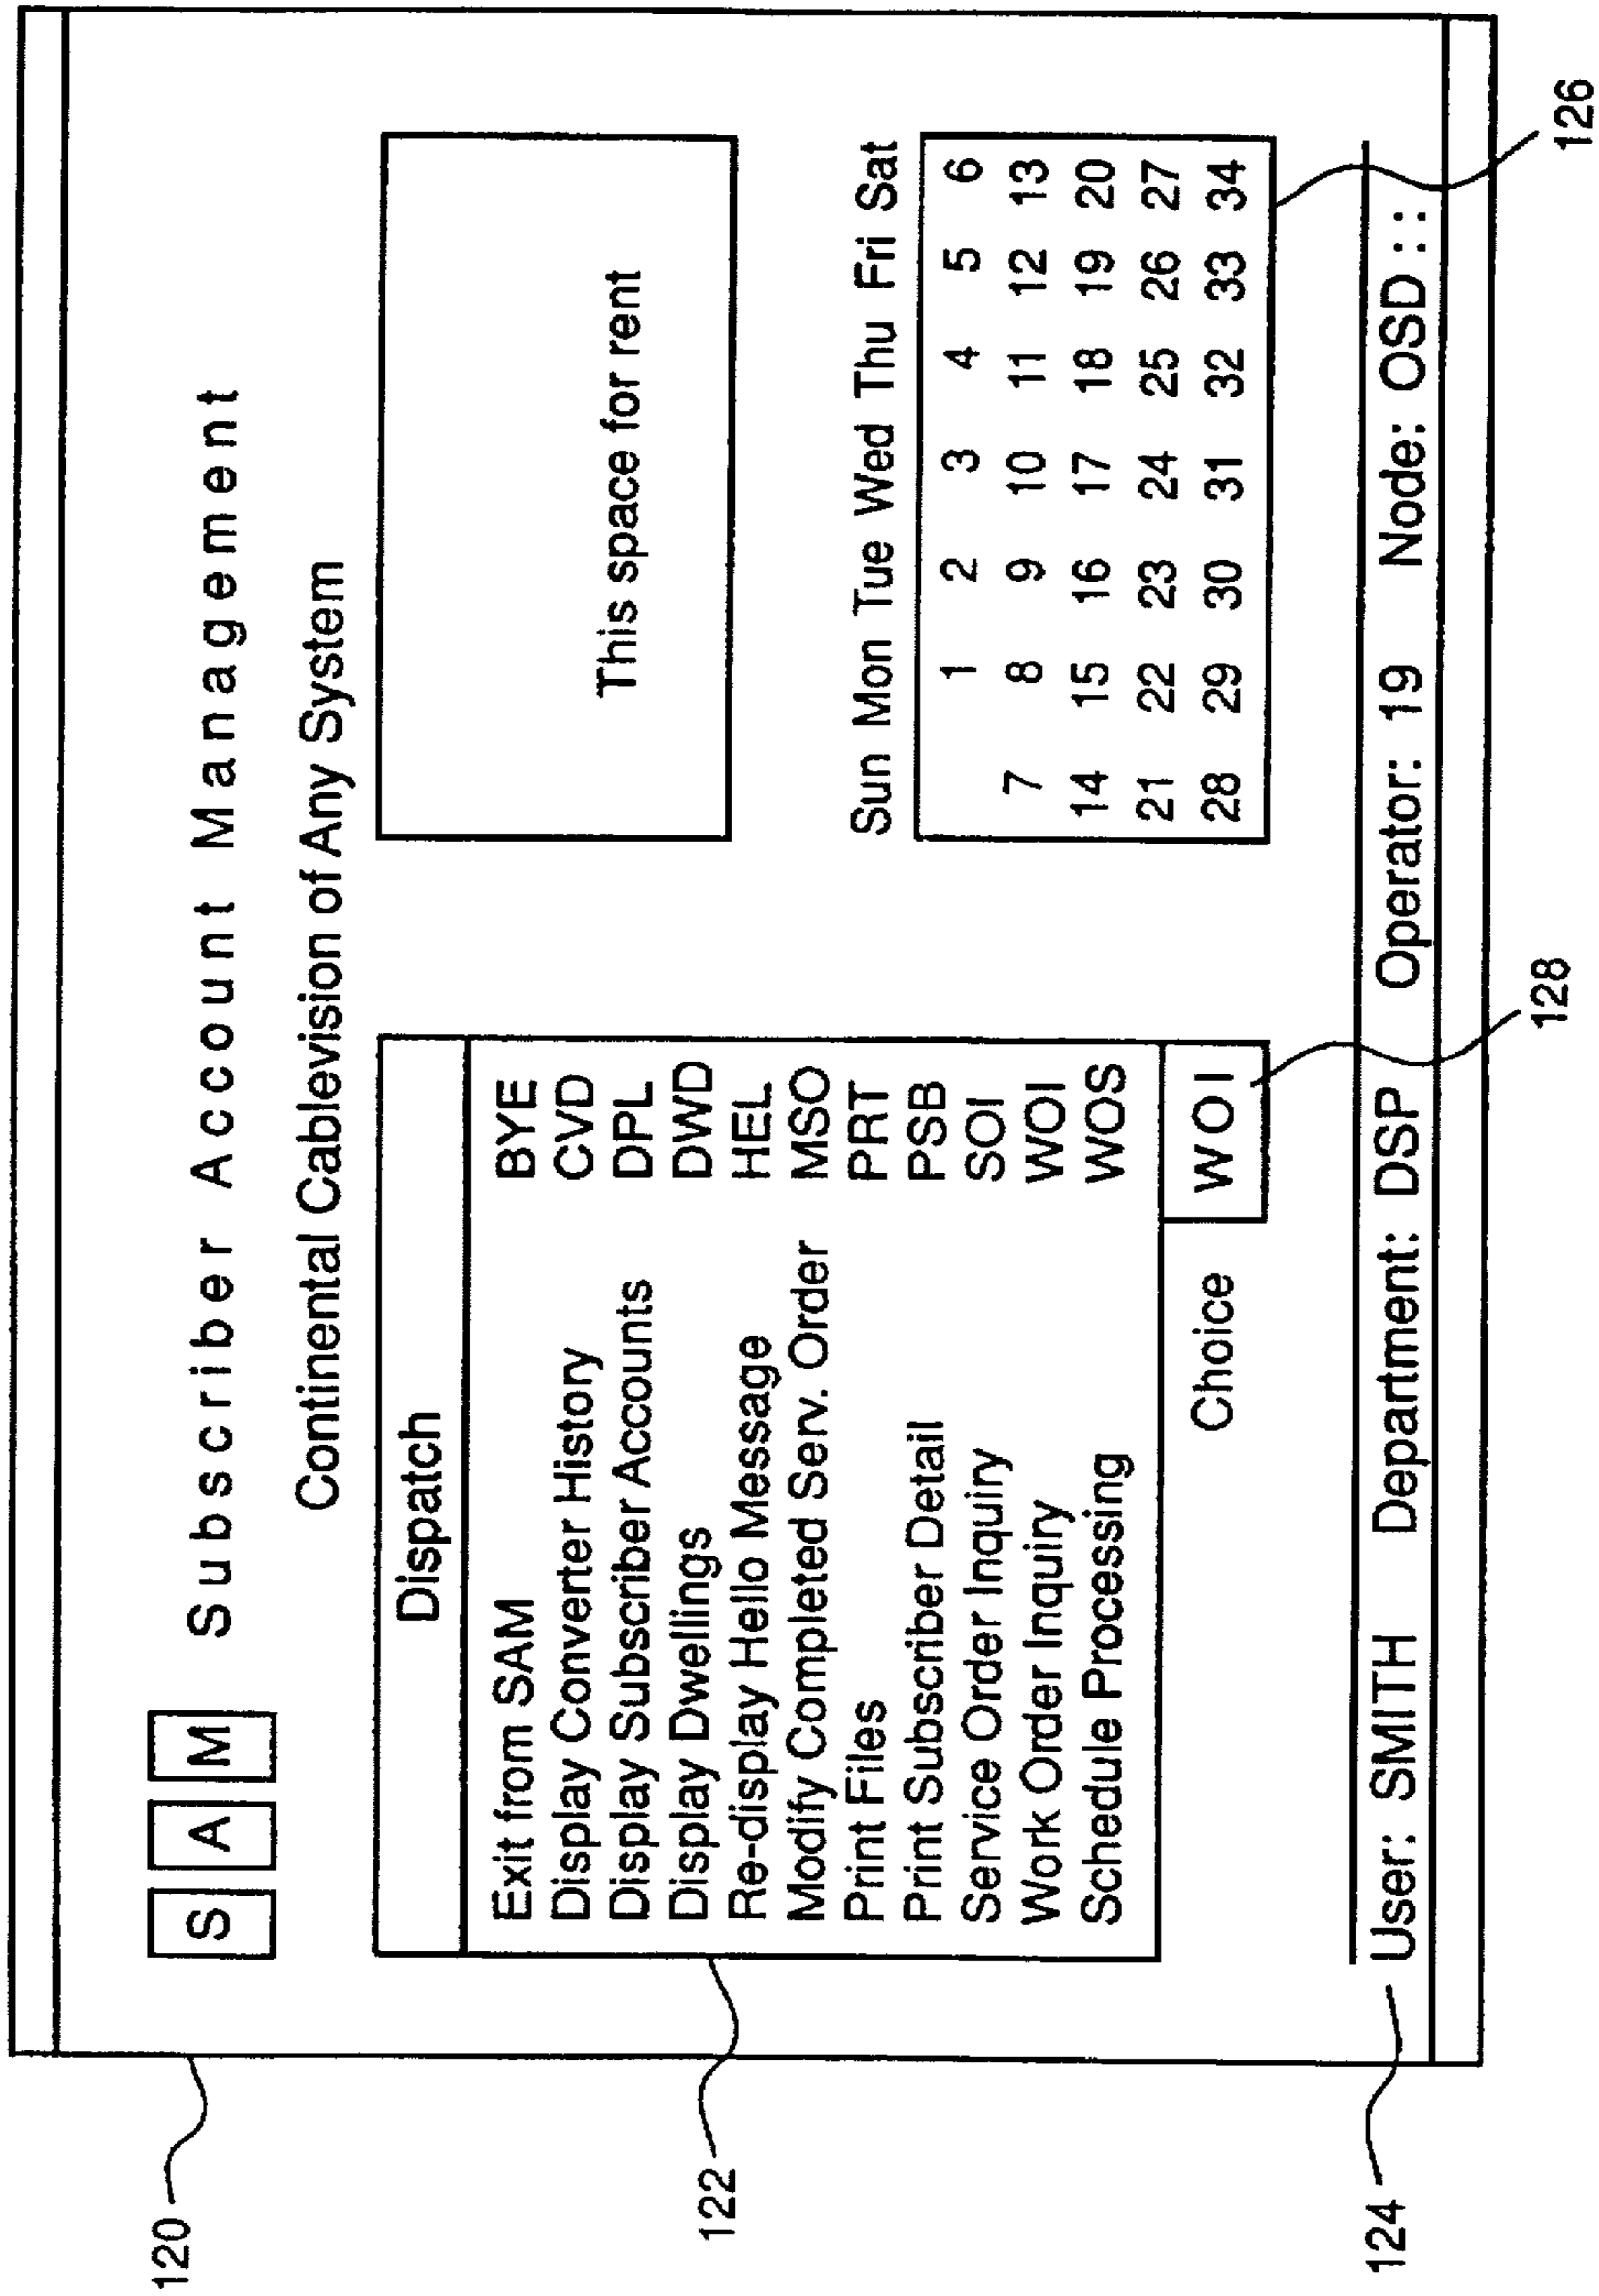 S A M Subscriber Account Management
Continental Cablevision of Any System
Dispatch
Exit from SAM BYE
Display Converter History CVD
Display Subscriber Accounts DPL
Display Dwellings DWD
Re-display Hello Message HEL
Modify Completed Serv. Order MSO
Print Files PRT
Print Subscriber Detail PSB
Service Order Inquiry SOI
Work Order Inquiry WOI
Schedule Processing WOS
Choice W O I
This space for rent
Sun Mon Tue Wed Thu Fri Sat
1 2 3 4 5 6
7 8 9 10 11 12 13
14 15 16 17 18 19 20
21 22 23 24 25 26 27
28 29 30 31 32 33 34
User: SMITH Department: DSP Operator: 19 Node: OSD : :
120
122
124
128
126